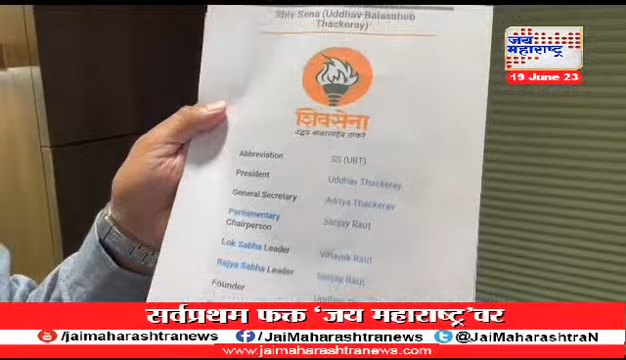 Shiv Sena (Uddhav Balasaheb
Thackeray)
जय
महाराष्ट्र
19 June 23
शिवसेना
उद्धव बाळासाहेब ठाकरे
Abbreviation SS (UBT)
President Uddhav Thackeray
General Secretary Aditya Thackeray
Parliamentary
Chairperson Sanjay Raut
Lok Sabha Leader Vinayak Raut
Rajya Sabha Leader Sanjay Raut
Founder
सर्वप्रथम फक्त ‘जय महाराष्ट्र’वर
/jaimaharashtranews /JaiMaharashtraNews @JaiMaharashtraN
www.jaimaharashtranews.com